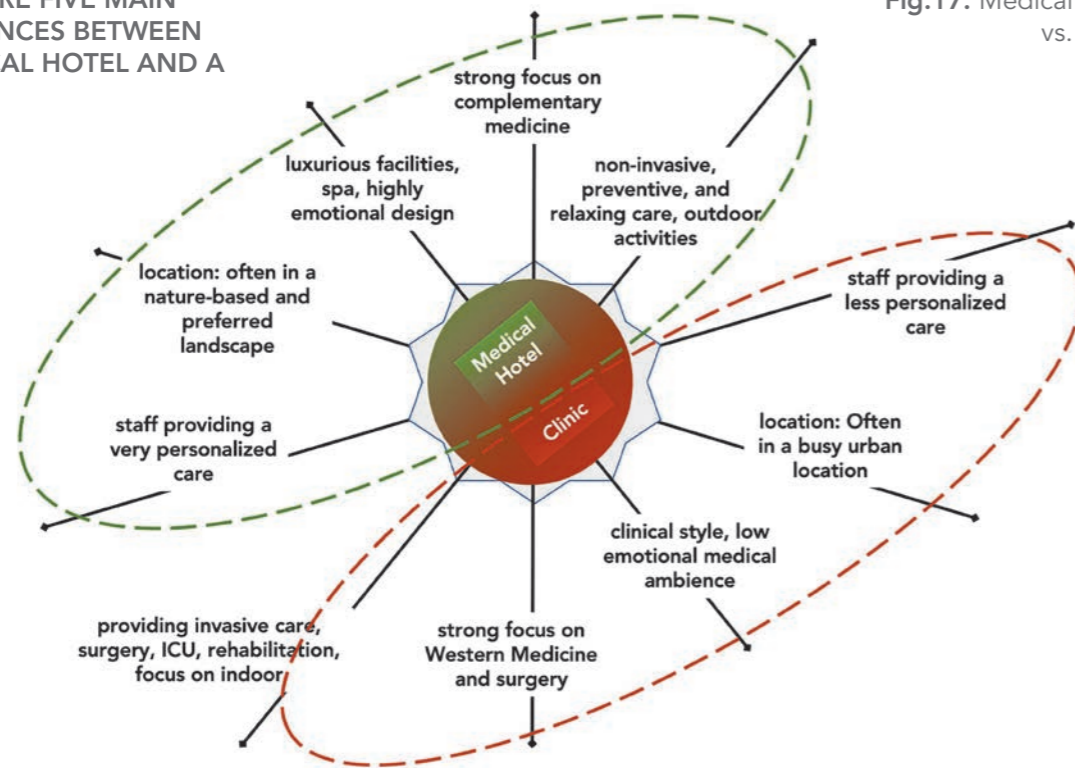 RE FIVE MAIN
NCES BETWEEN
AL HOTEL AND A
Fig.17. Medical
vs.
strong focus on
complementary
medicine
luxurious facilities,
spa, highly
emotional design
non-invasive,
preventive, and
relaxing care, outdoor
activities
location: often in a
nature-based and
preferred
landscape
staff providing a
less personalized
care
Medical
Hotel
Clinic
staff providing a
very personalized
care
location: Often
in a busy urban
location
clinical style, low
emotional medical
ambience
providing invasive care,
surgery, ICU, rehabilitation,
focus on indoor
strong focus on
Western Medicine
and surgery